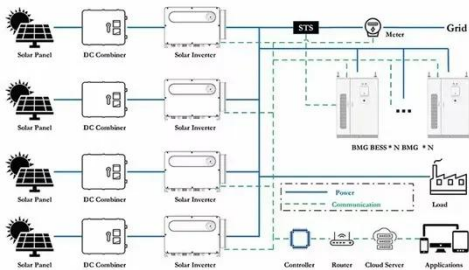 STS
Meter
Grid
Solar Panel
DC Combiner
Solar Inverter
Solar Panel
DC Combiner
Solar Inverter
BMG BESS * N BMG * N
Solar Panel
DC Combiner
Solar Inverter
Power
Communication
Load
Solar Panel
DC Combiner
Solar Inverter
Controller
Router
Cloud Server
Applications